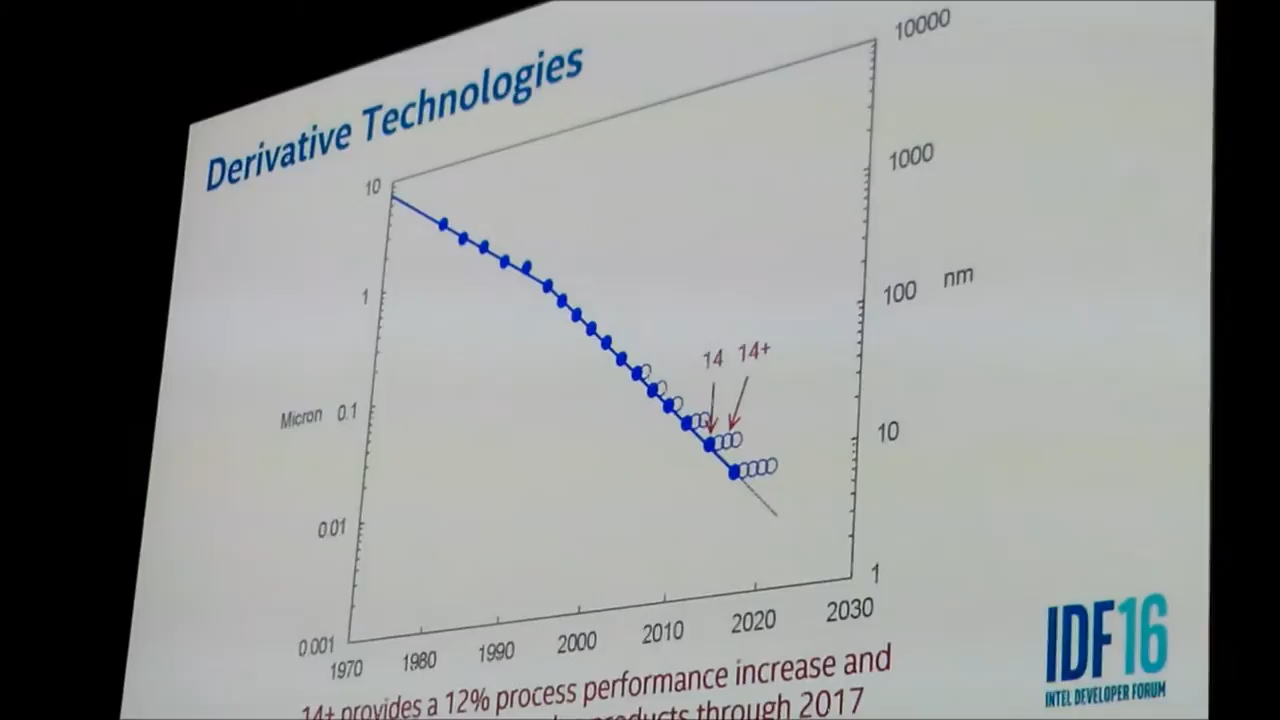 Derivative Technologies
10000
10
1000
1
100 nm
14 14+
Micron 0.1
10
0.01
1
0.001
1970 1980 1990 2000 2010 2020 2030
14+ provides a 12% process performance increase and
products through 2017
IDF16
INTEL DEVELOPER FORUM